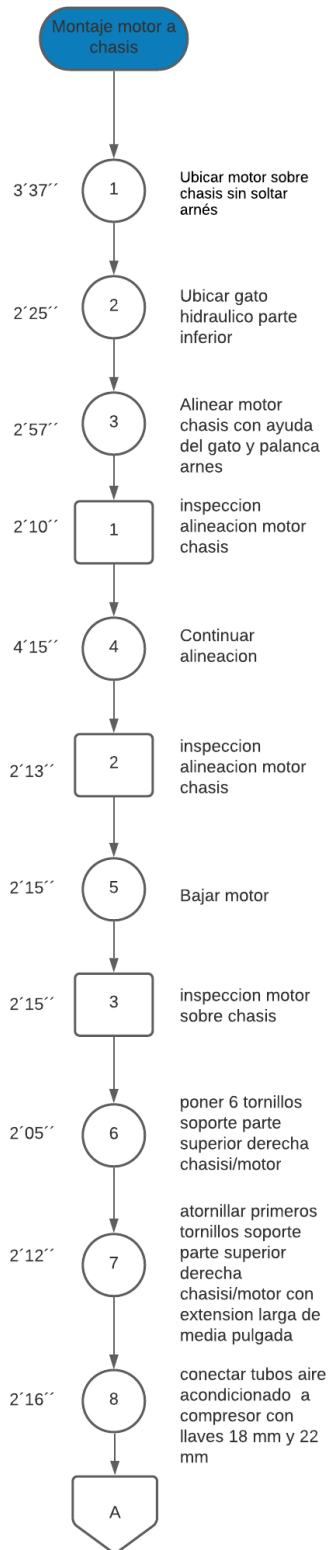 Montaje motor a
chasis
3´37´´
1
Ubicar motor sobre
chasis sin soltar
arnés
2´25´´
2
Ubicar gato
hidraulico parte
inferior
2´57´´
3
Alinear motor
chasis con ayuda
del gato y palanca
arnes
2´10´´
1
inspeccion
alineacion motor
chasis
4´15´´
4
Continuar
alineacion
2´13´´
2
inspeccion
alineacion motor
chasis
2´15´´
5
Bajar motor
2´15´´
3
inspeccion motor
sobre chasis
2´05´´
6
poner 6 tornillos
soporte parte
superior derecha
chasisi/motor
2´12´´
7
atornillar primeros
tornillos soporte
parte superior
derecha
chasisi/motor con
extension larga de
media pulgada
2´16´´
8
conectar tubos aire
acondicionado a
compresor con
llaves 18 mm y 22
mm
A